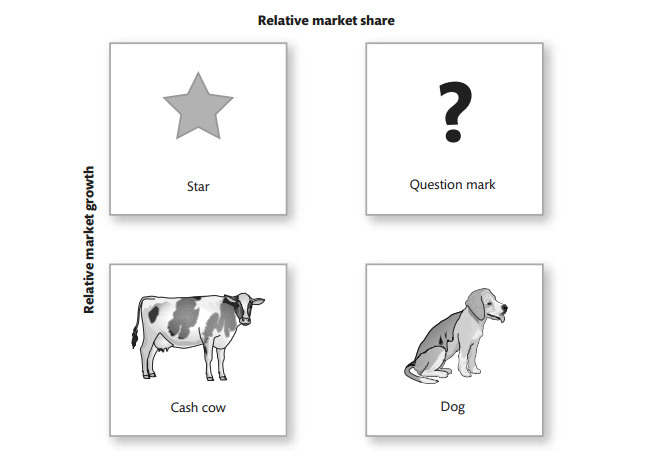 Relative market share
Relative market growth
Star
?
Question mark
Cash cow
Dog